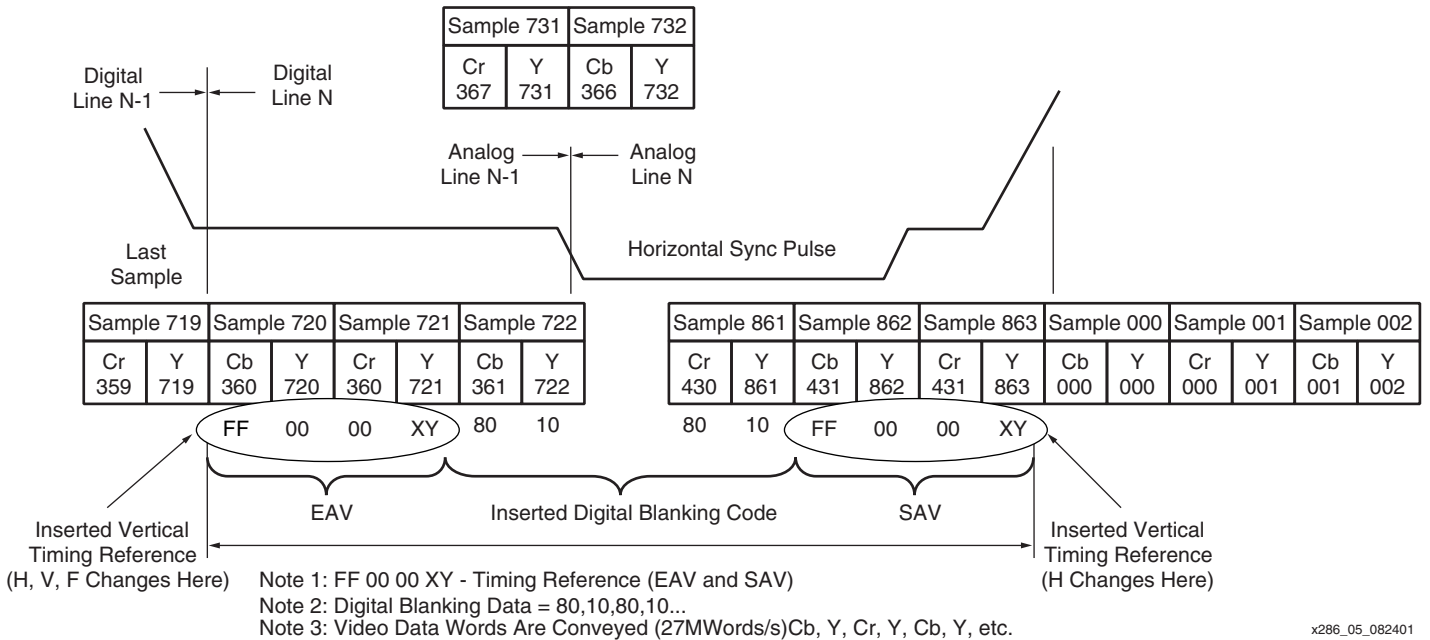 Sample 731 Sample 732
Cr Y Cb Y
367 731 366 732
Digital
Line N-1
Digital
Line N
Analog
Line N-1
Analog
Line N
Last
Sample
Horizontal Sync Pulse
Sample 719 Sample 720 Sample 721 Sample 722
Cr Y Cb Y Cr Y Cb Y
359 719 360 720 360 721 361 722
Sample 861 Sample 862 Sample 863 Sample 000 Sample 001 Sample 002
Cr Y Cb Y Cr Y Cb Y Cr Y Cb Y
430 861 431 862 431 863 000 000 000 001 001 002
FF 00 00 XY 80 10
80 10 FF 00 00 XY
EAV
Inserted Digital Blanking Code
SAV
Inserted Vertical
Timing Reference
(H, V, F Changes Here)
Inserted Vertical
Timing Reference
(H Changes Here)
Note 1: FF 00 00 XY - Timing Reference (EAV and SAV)
Note 2: Digital Blanking Data = 80,10,80,10...
Note 3: Video Data Words Are Conveyed (27MWords/s)Cb, Y, Cr, Y, Cb, Y, etc.
x286_05_082401